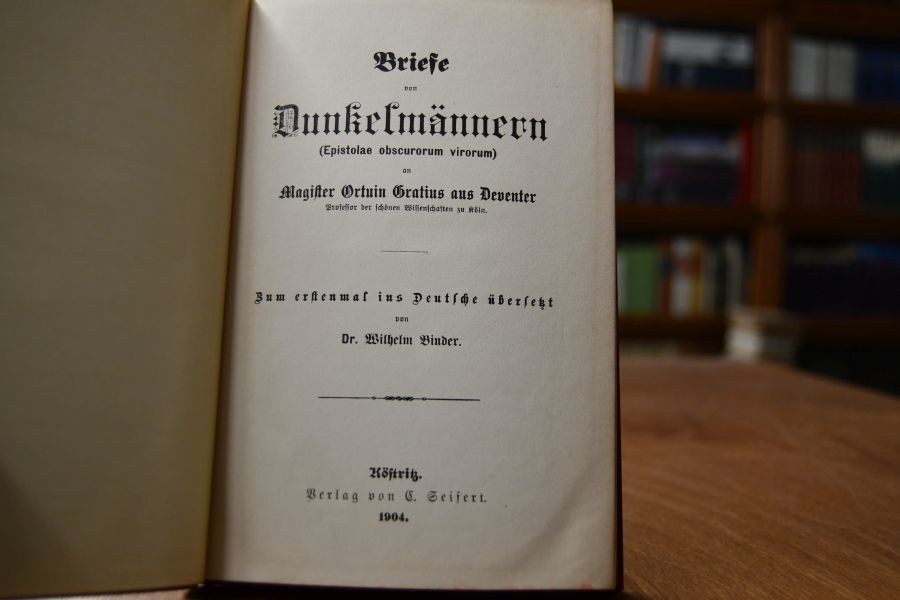 Briefe
von
Dunkelmännern
(Epistolae obscurorum virorum)
an
Magister Ortuin Gratius aus Deventer
Professor der schönen Wissenschaften zu Köln.
Zum erstenmal ins Deutsche übersetzt
von
Dr. Wilhelm Binder.
Köstritz.
Verlag von C. Seifert.
1904.